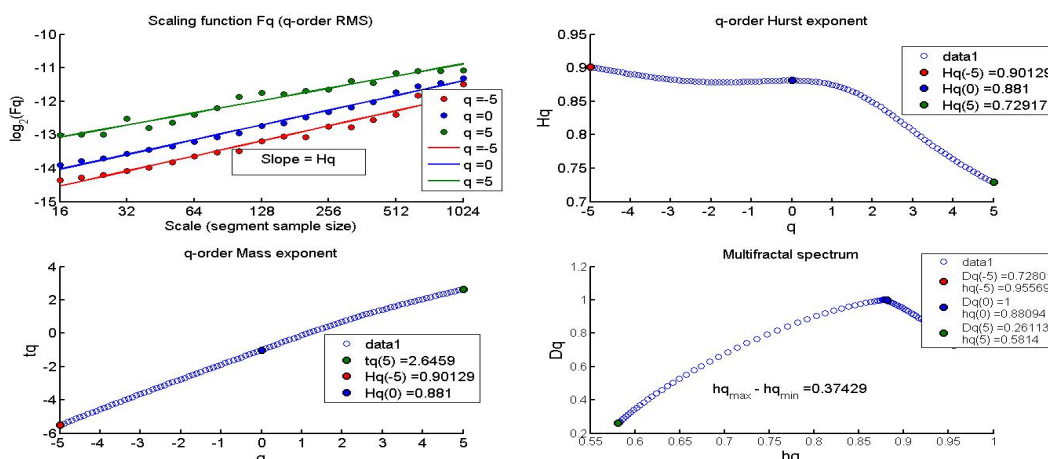 Scaling function Fq (q-order RMS)
-10
-11
-12
-13
-14
-15
log2(Fq)
16
32
64
128
256
512
1024
Scale (segment sample size)
Slope = Hq
q =-5
q =0
q =5
q =-5
q =0
q =5
q-order Hurst exponent
0.95
0.9
0.85
0.8
0.75
0.7
Hq
-5
-4
-3
-2
-1
0
1
2
3
4
5
q
data1
Hq(-5) =0.90129
Hq(0) =0.881
Hq(5) =0.72917
q-order Mass exponent
4
2
0
-2
-4
-6
tq
-5
-4
-3
-2
-1
0
1
2
3
4
5
q
data1
tq(5) =2.6459
Hq(-5) =0.90129
Hq(0) =0.881
Multifractal spectrum
1.2
1
0.8
0.6
0.4
0.2
Dq
0.55
0.6
0.65
0.7
0.75
0.8
0.85
0.9
0.95
1
hq
hqmax - hqmin =0.37429
data1
Dq(-5) =0.7280
hq(-5) =0.95569
Dq(0) =1
hq(0) =0.88094
Dq(5) =0.26113
hq(5) =0.5814